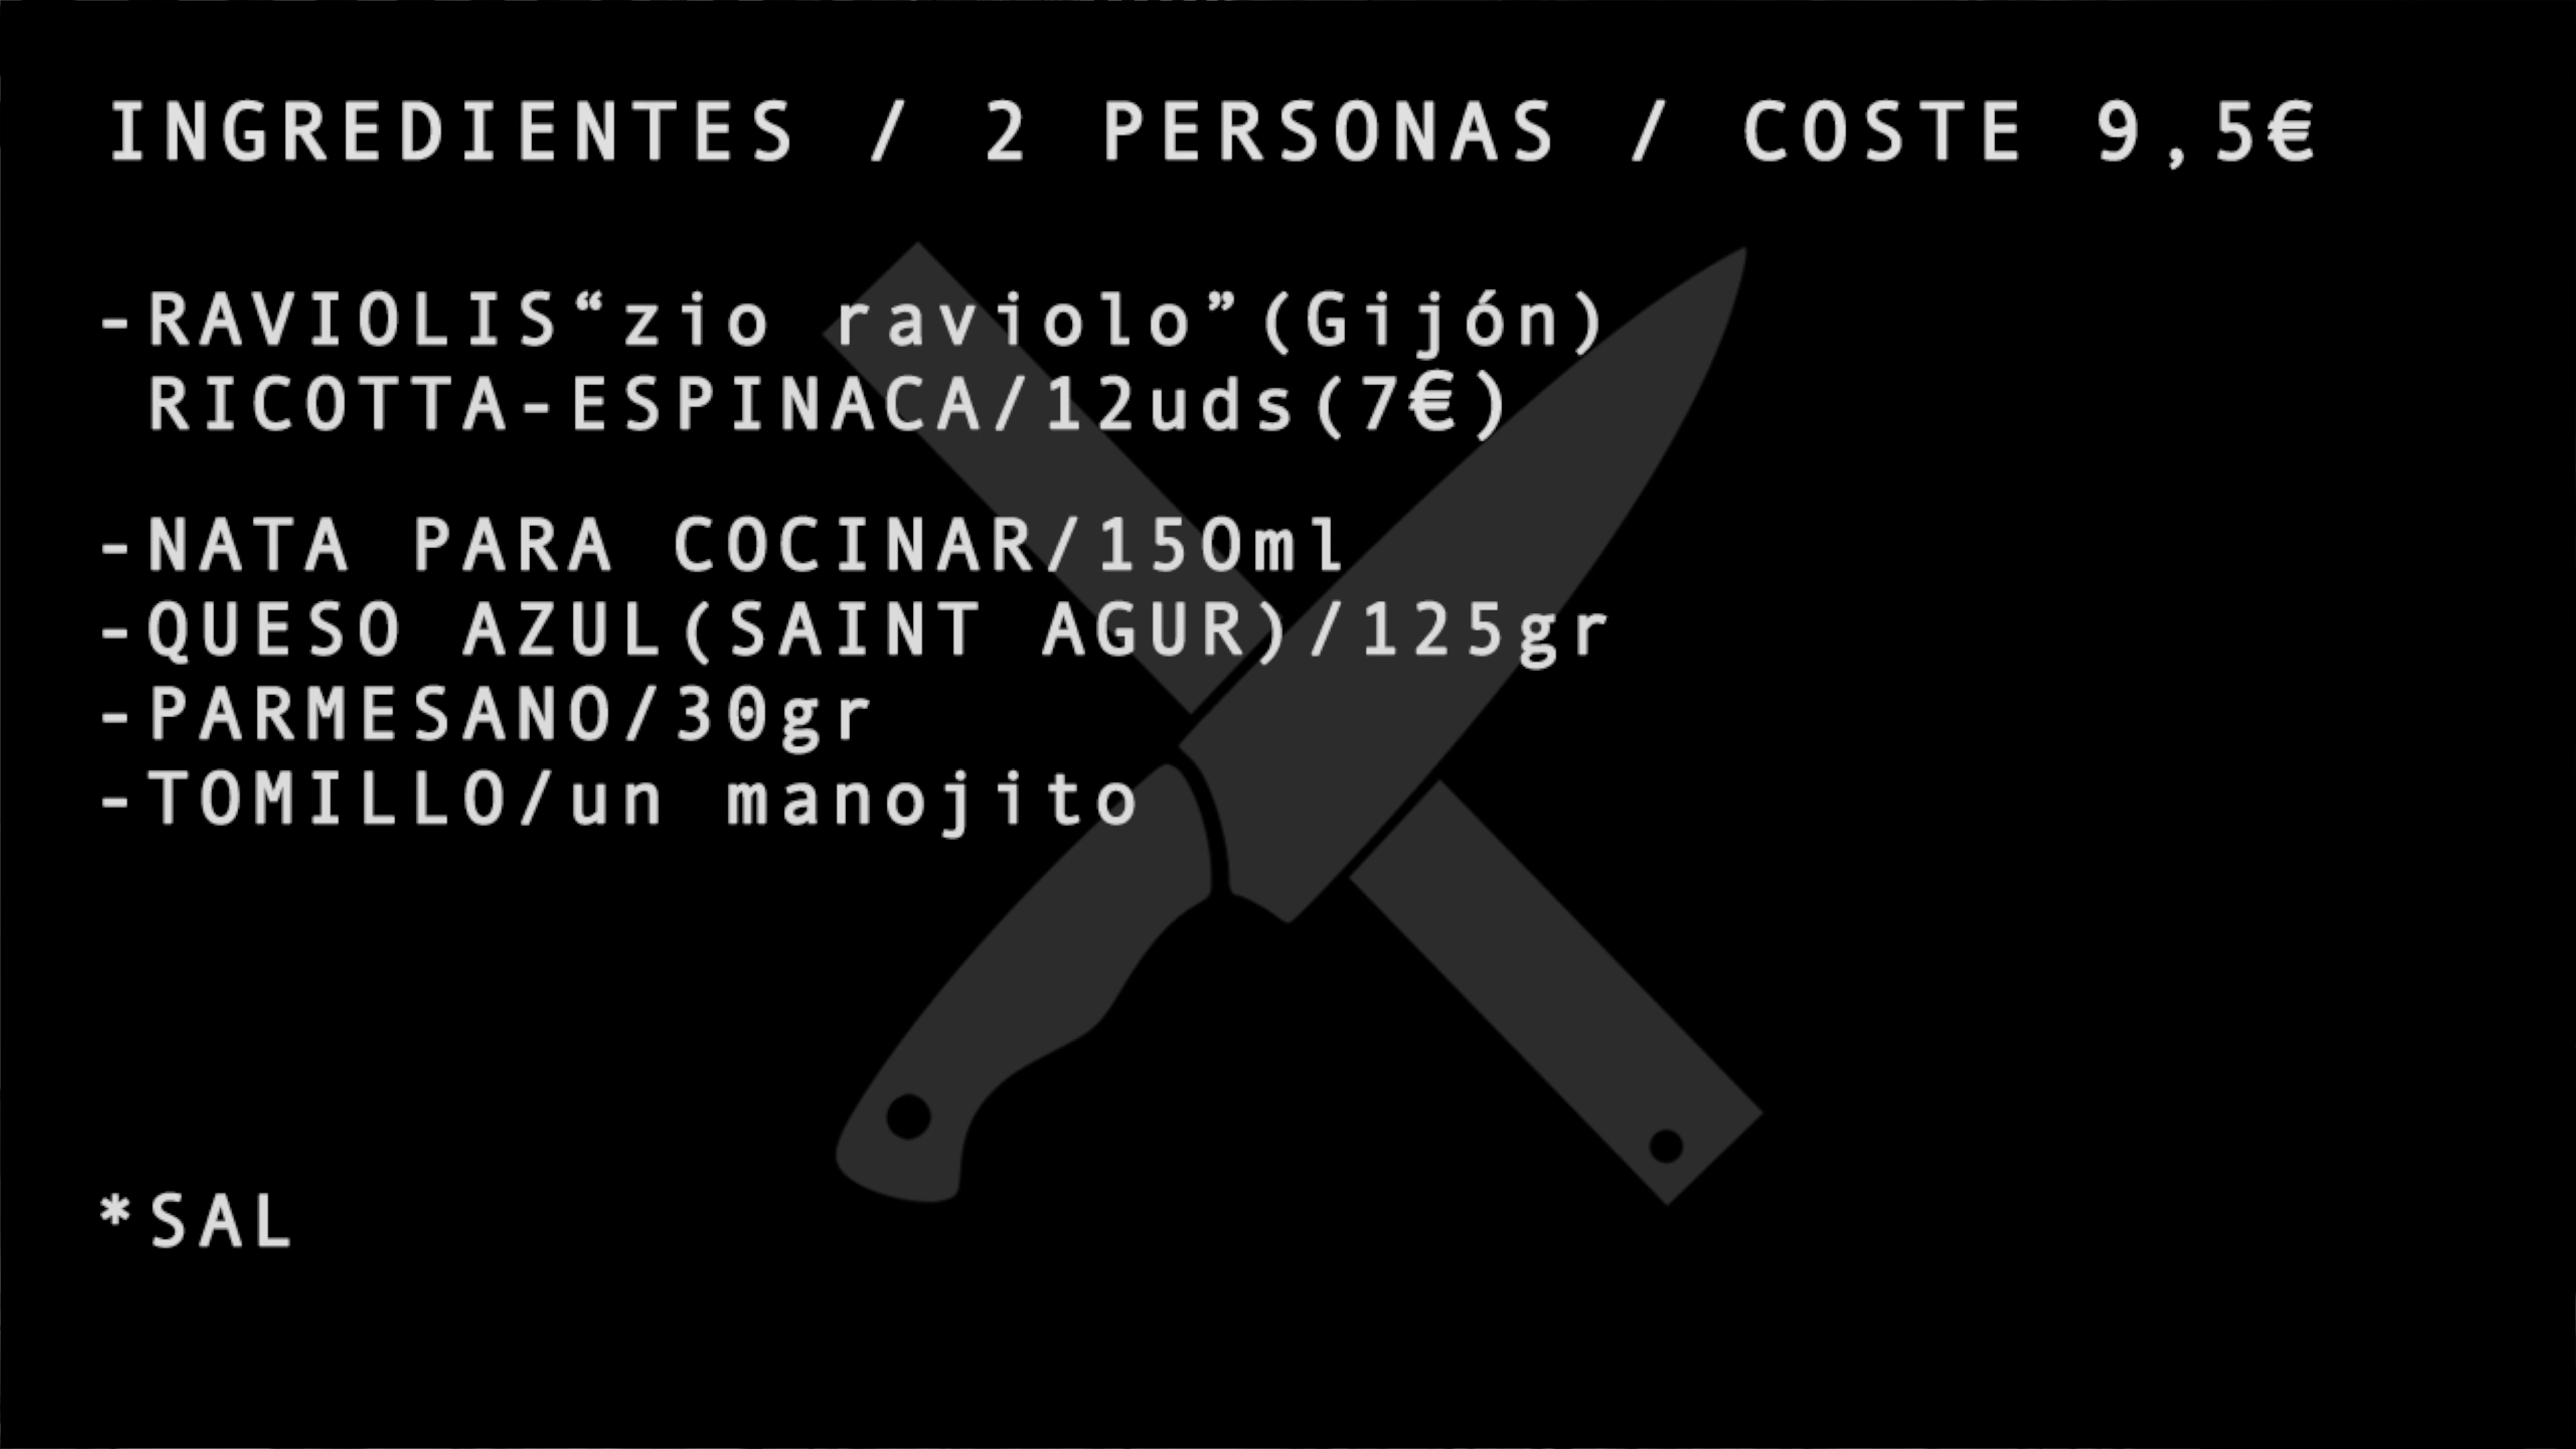 INGREDIENTES / 2 PERSONAS / COSTE 9,5€
-RAVIOLIS“zio raviolo”(Gijón)
RICOTTA-ESPINACA/12uds(7€)
-NATA PARA COCINAR/150ml
-QUESO AZUL(SAINT AGUR)/125gr
-PARMESANO/30gr
-TOMILLO/un manojito
*SAL